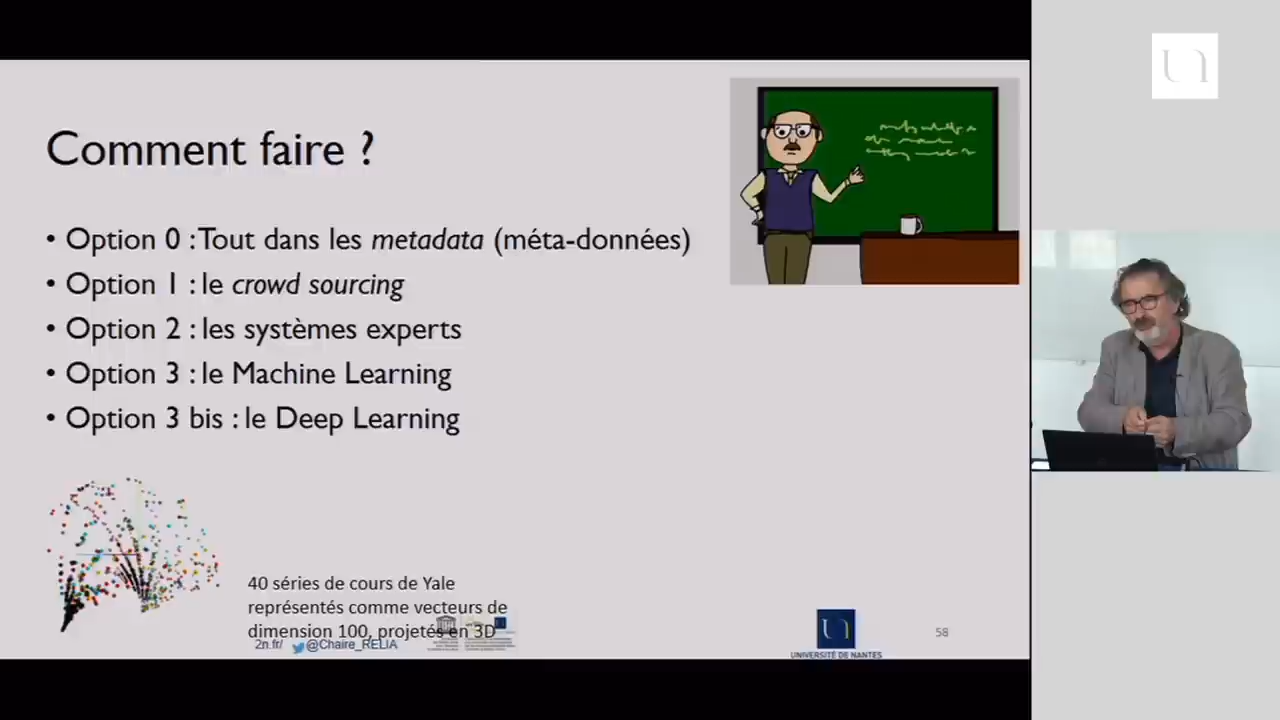 Comment faire ?
• Option 0 : Tout dans les metadata (méta-données)
• Option 1 : le crowd sourcing
• Option 2 : les systèmes experts
• Option 3 : le Machine Learning
• Option 3 bis : le Deep Learning
40 séries de cours de Yale
représentés comme vecteurs de
dimension 100, projetés en 3D
2n.fr/ @Chaire_RELIA
UNIVERSITÉ DE NANTES
58